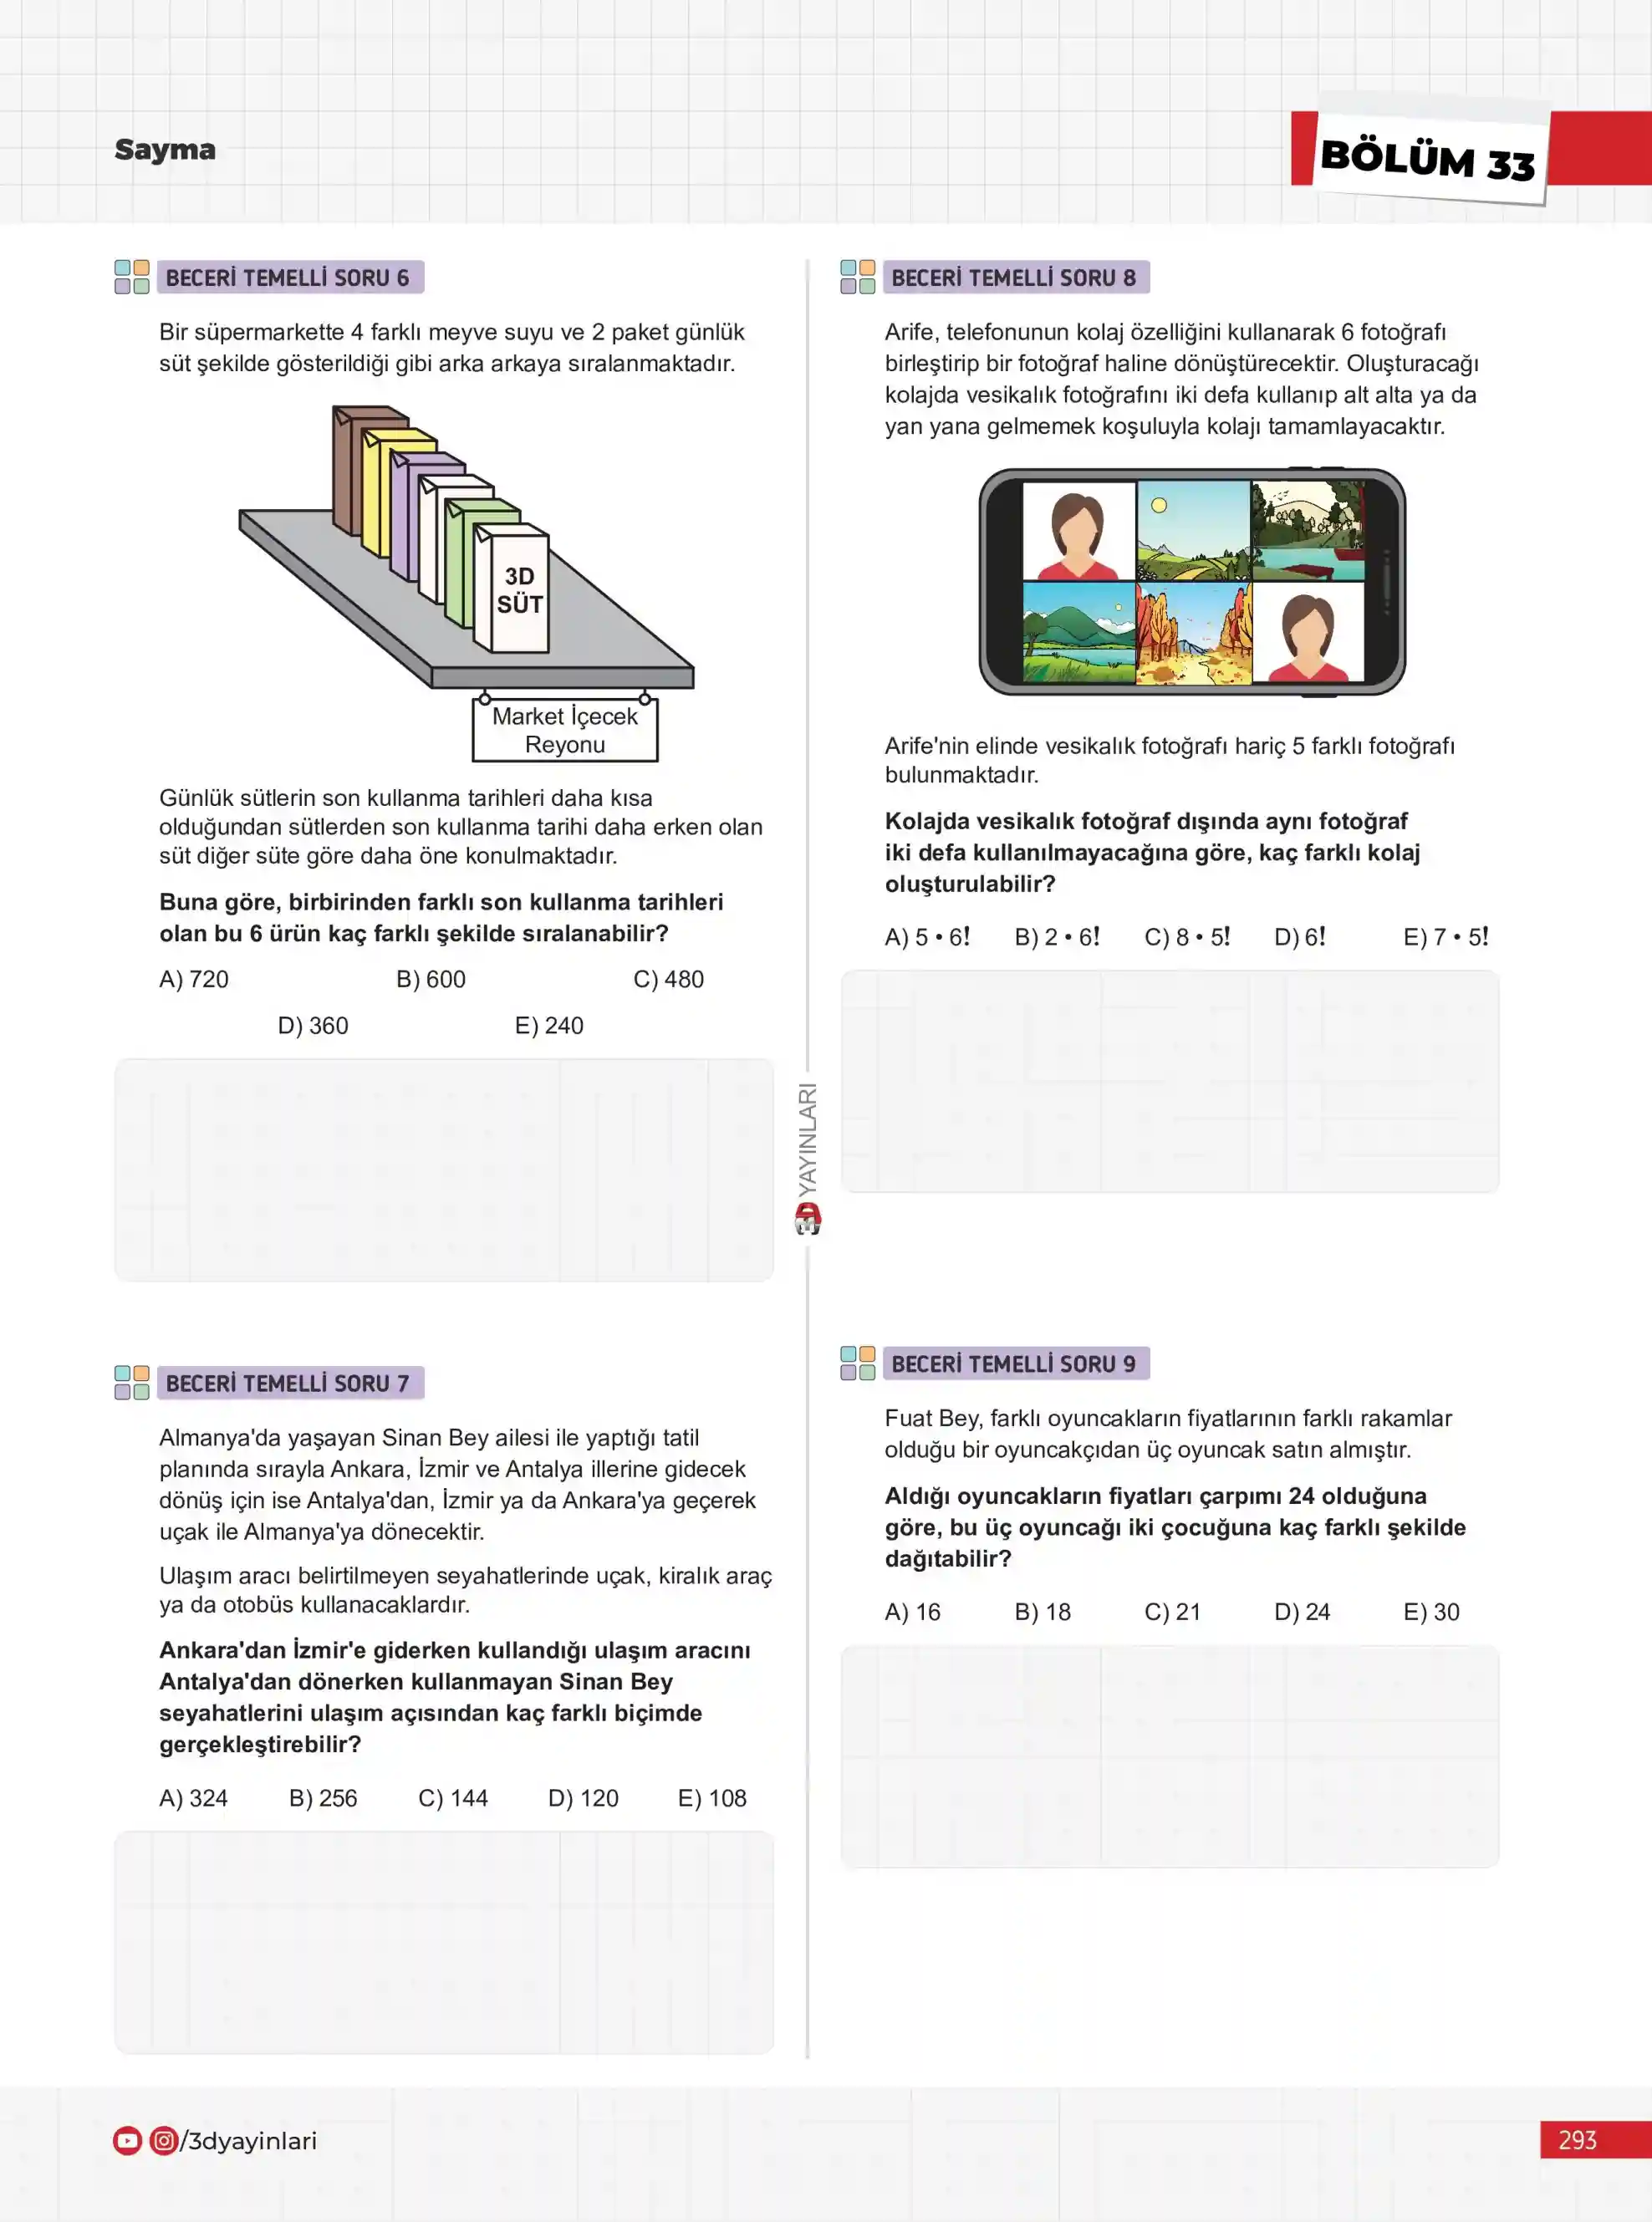 Sayma
BÖLÜM 33
BECERİ TEMELLİ SORU 6
Bir süpermarkette 4 farklı meyve suyu ve 2 paket günlük
süt şekilde gösterildiği gibi arka arkaya sıralanmaktadır.
3D
SÜT
Market İçecek
Reyonu
Günlük sütlerin son kullanma tarihleri daha kısa
olduğundan sütlerden son kullanma tarihi daha erken olan
süt diğer süte göre daha öne konulmaktadır.
Buna göre, birbirinden farklı son kullanma tarihleri
olan bu 6 ürün kaç farklı şekilde sıralanabilir?
A) 720 B) 600 C) 480
D) 360 E) 240
BECERİ TEMELLİ SORU 7
Almanya'da yaşayan Sinan Bey ailesi ile yaptığı tatil
planında sırayla Ankara, İzmir ve Antalya illerine gidecek
dönüş için ise Antalya'dan, İzmir ya da Ankara'ya geçerek
uçak ile Almanya'ya dönecektir.
Ulaşım aracı belirtilmeyen seyahatlerinde uçak, kiralık araç
ya da otobüs kullanacaklardır.
Ankara'dan İzmir'e giderken kullandığı ulaşım aracını
Antalya'dan dönerken kullanmayan Sinan Bey
seyahatlerini ulaşım açısından kaç farklı biçimde
gerçekleştirebilir?
A) 324 B) 256 C) 144 D) 120 E) 108
YAYINLARI
BECERİ TEMELLİ SORU 8
Arife, telefonunun kolaj özelliğini kullanarak 6 fotoğrafı
birleştirip bir fotoğraf haline dönüştürecektir. Oluşturacağı
kolajda vesikalık fotoğrafını iki defa kullanıp alt alta ya da
yan yana gelmemek koşuluyla kolajı tamamlayacaktır.
Arife'nin elinde vesikalık fotoğrafı hariç 5 farklı fotoğrafı
bulunmaktadır.
Kolajda vesikalık fotoğraf dışında aynı fotoğraf
iki defa kullanılmayacağına göre, kaç farklı kolaj
oluşturulabilir?
A) 5 • 6! B) 2 • 6! C) 8 • 5! D) 6! E) 7 • 5!
BECERİ TEMELLİ SORU 9
Fuat Bey, farklı oyuncakların fiyatlarının farklı rakamlar
olduğu bir oyuncakçıdan üç oyuncak satın almıştır.
Aldığı oyuncakların fiyatları çarpımı 24 olduğuna
göre, bu üç oyuncağı iki çocuğuna kaç farklı şekilde
dağıtabilir?
A) 16 B) 18 C) 21 D) 24 E) 30
/3dyayinlari
293